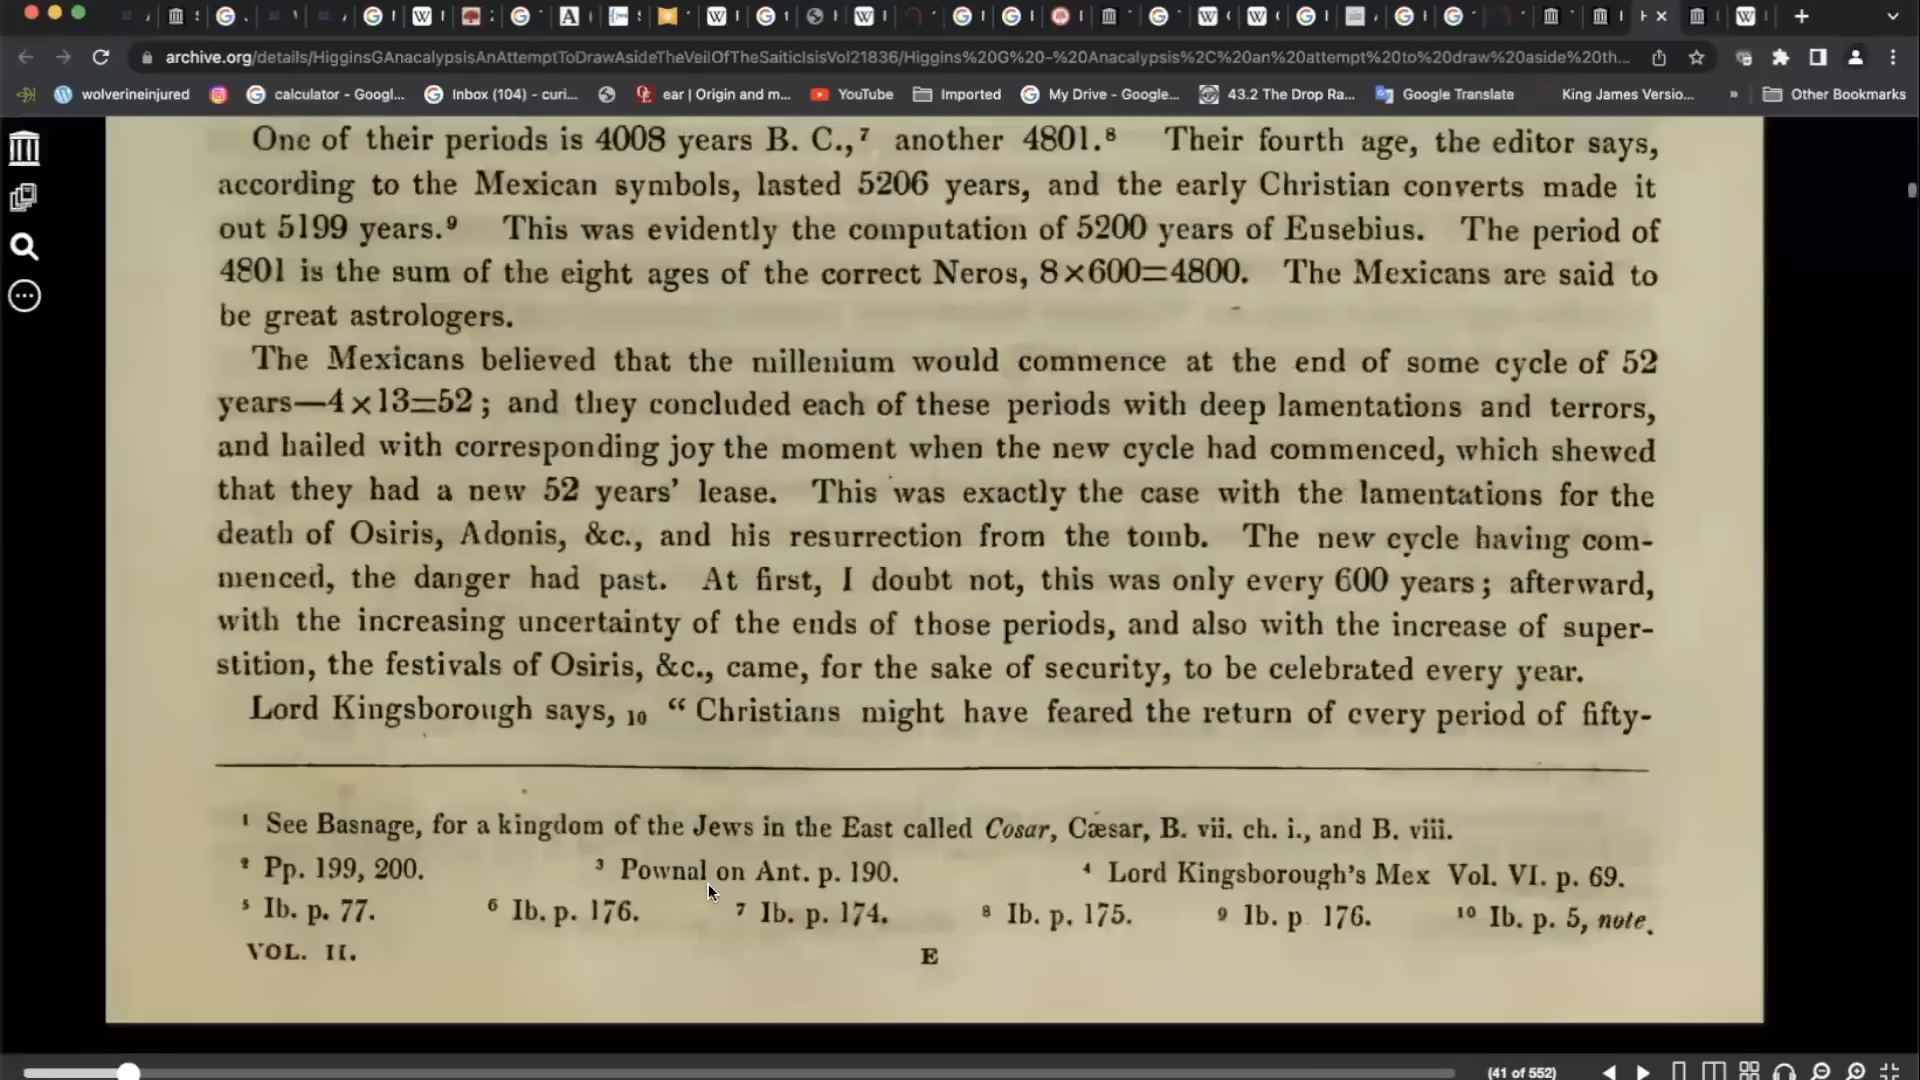 archive.org/details/HigginsGAnacalypsisAnAttemptToDrawAsideTheVeilOfTheSaiticIsisVol21836/Higgins%20G%20-%20Anacalypsis%2C%20an%20attempt%20to%20draw%20aside%20th...
wolverineinjured calculator - Googl... Inbox (104) - curi... ear | Origin and m... YouTube Imported My Drive - Google... 43.2 The Drop Ra... Google Translate King James Versio... » Other Bookmarks
One of their periods is 4008 years B. C.,⁷ another 4801.⁸ Their fourth age, the editor says,
according to the Mexican symbols, lasted 5206 years, and the early Christian converts made it
out 5199 years.⁹ This was evidently the computation of 5200 years of Eusebius. The period of
4801 is the sum of the eight ages of the correct Neros, 8×600=4800. The Mexicans are said to
be great astrologers.
The Mexicans believed that the millenium would commence at the end of some cycle of 52
years—4×13=52; and they concluded each of these periods with deep lamentations and terrors,
and hailed with corresponding joy the moment when the new cycle had commenced, which shewed
that they had a new 52 years' lease. This was exactly the case with the lamentations for the
death of Osiris, Adonis, &c., and his resurrection from the tomb. The new cycle having com-
menced, the danger had past. At first, I doubt not, this was only every 600 years; afterward,
with the increasing uncertainty of the ends of those periods, and also with the increase of super-
stition, the festivals of Osiris, &c., came, for the sake of security, to be celebrated every year.
Lord Kingsborough says, ₁₀ “Christians might have feared the return of every period of fifty-
¹ See Basnage, for a kingdom of the Jews in the East called Cosar, Cæsar, B. vii. ch. i., and B. viii.
² Pp. 199, 200. ³ Pownal on Ant. p. 190. ⁴ Lord Kingsborough's Mex Vol. VI. p. 69.
⁵ Ib. p. 77. ⁶ Ib. p. 176. ⁷ Ib. p. 174. ⁸ Ib. p. 175. ⁹ Ib. p 176. ¹⁰ Ib. p. 5, note.
VOL. II. E
(41 of 552)